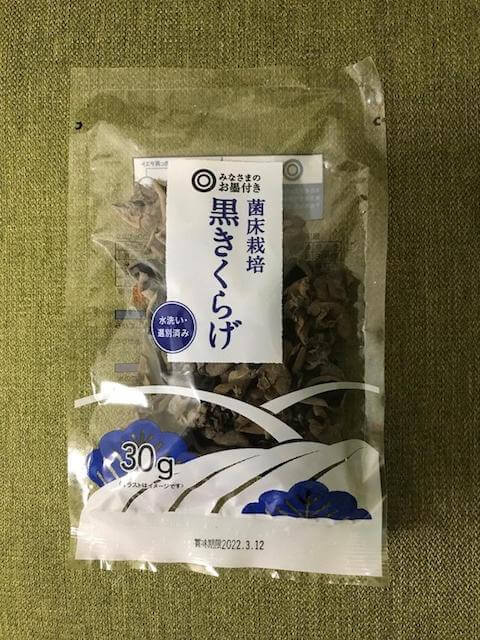 みなさまの
お墨付き
菌床栽培
黒きくらげ
水洗い・
選別済み
30g
(イラストはイメージです)
賞味期限2022.3.12